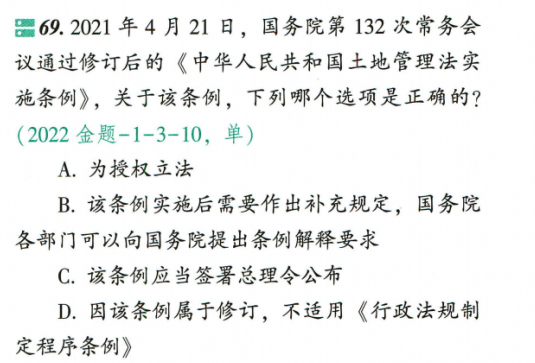 69. 2021 年 4 月 21 日，国务院第 132 次常务会
议通过修订后的《中华人民共和国土地管理法实
施条例》，关于该条例，下列哪个选项是正确的？
(2022 金题-1-3-10，单)
A. 为授权立法
B. 该条例实施后需要作出补充规定，国务院
各部门可以向国务院提出条例解释要求
C. 该条例应当签署总理令公布
D. 因该条例属于修订，不适用《行政法规制
定程序条例》